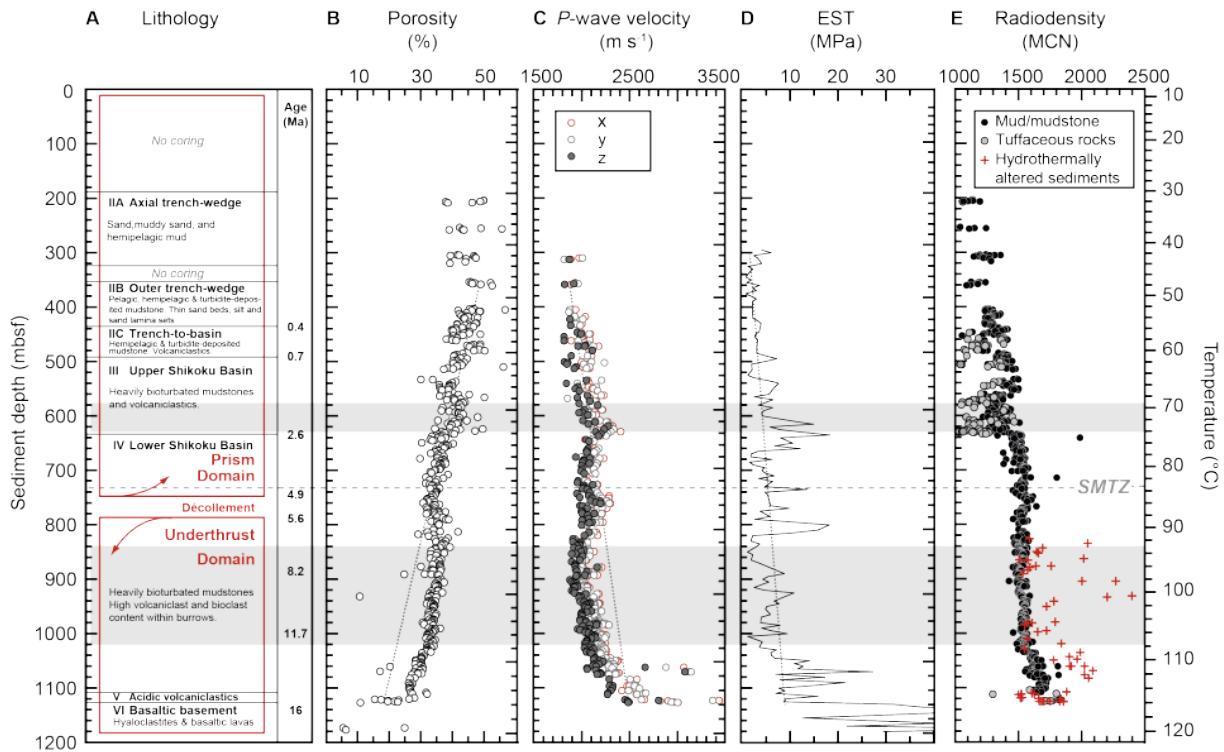 A
Lithology
B
Porosity
(%)
C
P-wave velocity
(m s-1)
D
EST
(MPa)
E
Radiodensity
(MCN)
10
30
50
1500
2500
3500
10
20
30
1000
1500
2000
2500
Sediment depth (mbsf)
0
100
200
300
400
500
600
700
800
900
1000
1100
1200
Age
(Ma)
No coring
IIA Axial trench-wedge
Sand,muddy sand, and
hemipelagic mud
No coring
IIB Outer trench-wedge
Pelagic, hemipelagic & turbidite-depos-
ited mudstone. Thin sand beds, silt and
sand lamina sets
IIC Trench-to-basin
Hemipelagic & turbidite-deposited
mudstone. Volcaniclastics.
III Upper Shikoku Basin
Heavily bioturbated mudstones
and volcaniclastics.
IV Lower Shikoku Basin
Prism
Domain
Décollement
Underthrust
Domain
Heavily bioturbated mudstones
High volcaniclast and bioclast
content within burrows.
V Acidic volcaniclastics
VI Basaltic basement
Hyaloclastites & basaltic lavas
0.4
0.7
2.6
4.9
5.6
8.2
11.7
16
x
y
z
Mud/mudstone
Tuffaceous rocks
Hydrothermally
altered sediments
SMTZ
10
20
30
40
50
60
70
80
90
100
110
120
Temperature (°C)